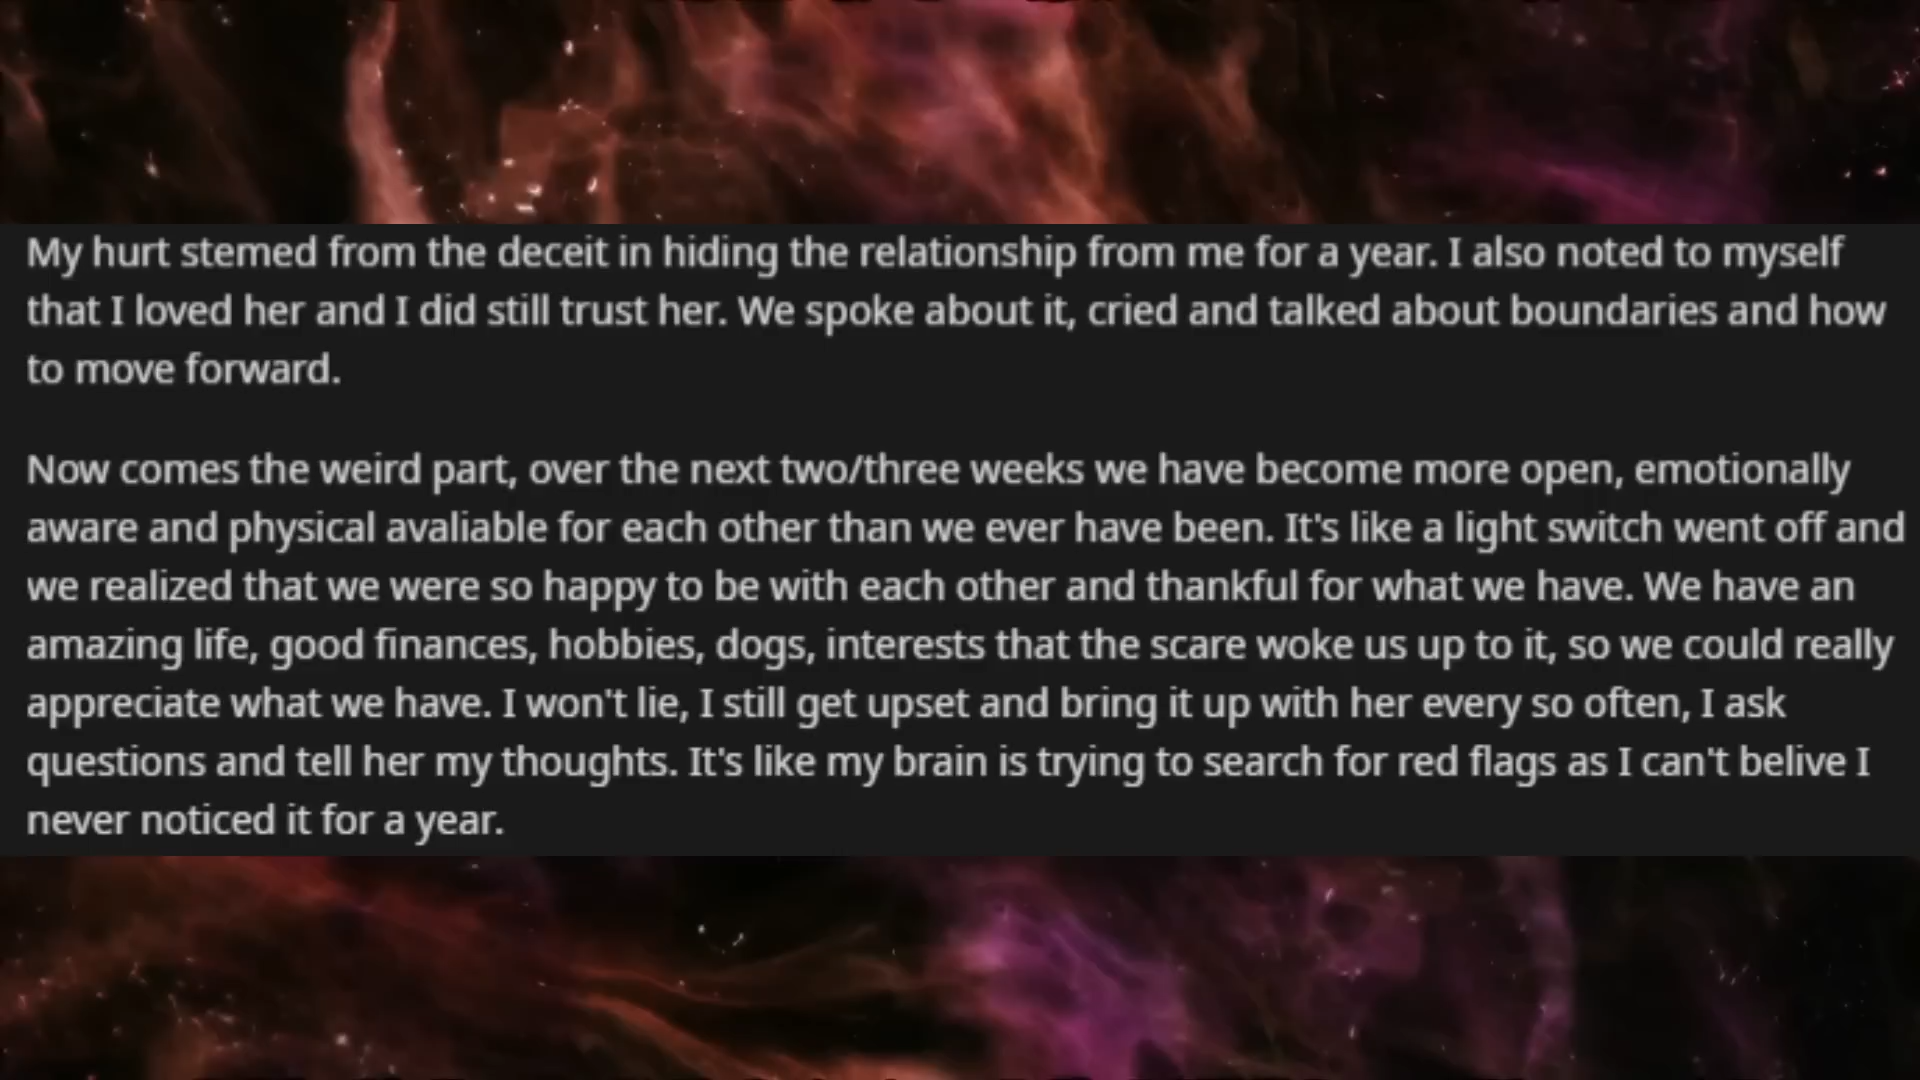 My hurt stemed from the deceit in hiding the relationship from me for a year. I also noted to myself
that I loved her and I did still trust her. We spoke about it, cried and talked about boundaries and how
to move forward.
Now comes the weird part, over the next two/three weeks we have become more open, emotionally
aware and physical avaliable for each other than we ever have been. It's like a light switch went off and
we realized that we were so happy to be with each other and thankful for what we have. We have an
amazing life, good finances, hobbies, dogs, interests that the scare woke us up to it, so we could really
appreciate what we have. I won't lie, I still get upset and bring it up with her every so often, I ask
questions and tell her my thoughts. It's like my brain is trying to search for red flags as I can't belive I
never noticed it for a year.